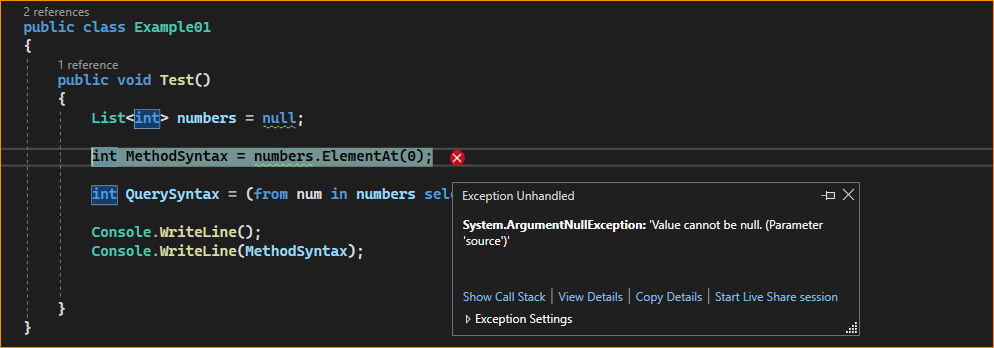 2 references
public class Example01
{
1 reference
public void Test()
{
List<int> numbers = null;
int MethodSyntax = numbers.ElementAt(0);
int QuerySyntax = (from num in numbers sele
Exception Unhandled
System.ArgumentNullException: 'Value cannot be null. (Parameter
'source')'
Console.WriteLine();
Console.WriteLine(MethodSyntax);
Show Call Stack | View Details | Copy Details | Start Live Share session
Exception Settings
}
}